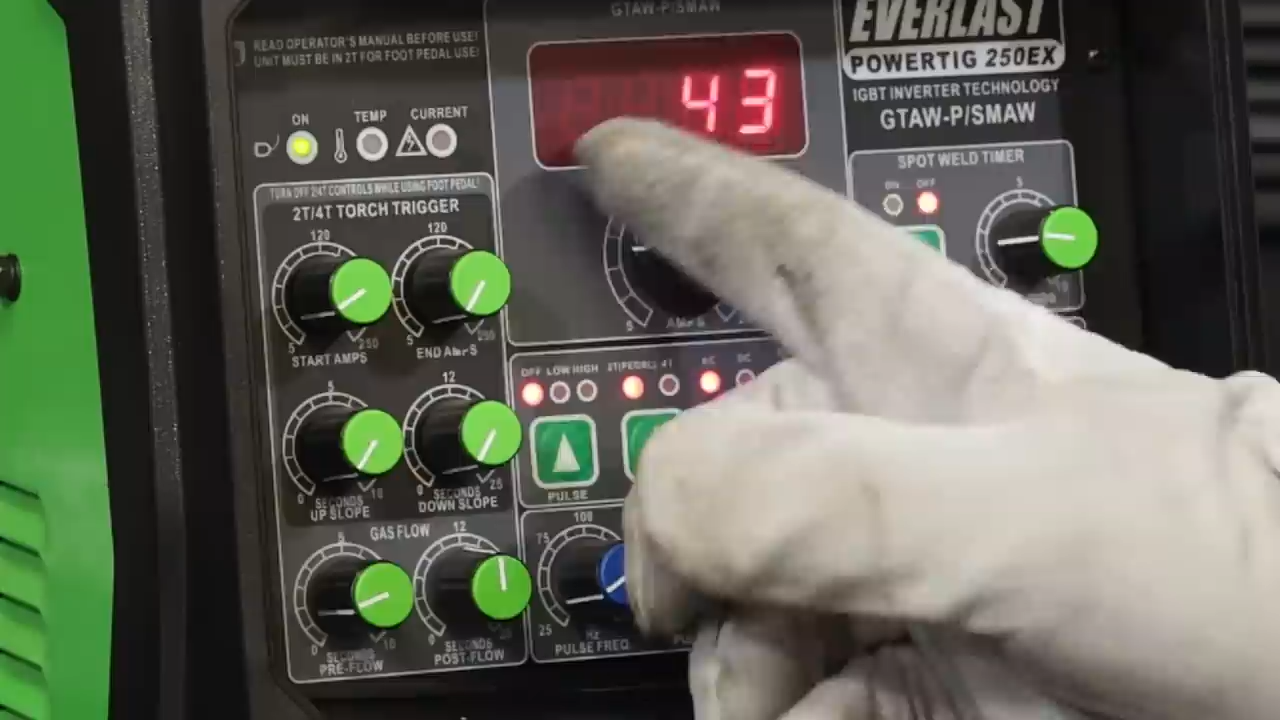 GTAW-P/SMAW
READ OPERATOR'S MANUAL BEFORE USE!
UNIT MUST BE IN 2T FOR FOOT PEDAL USE!
ON
TEMP
CURRENT
43
EVERLAST
POWERTIG 250EX
IGBT INVERTER TECHNOLOGY
GTAW-P/SMAW
SPOT WELD TIMER
ON
OFF
5
TURN OFF 2T/4T CONTROLS WHILE USING FOOT PEDAL!
2T/4T TORCH TRIGGER
120
5
250
START AMPS
120
5
250
END AMPS
5
AMPS
5
0
10
SECONDS
UP SLOPE
12
0
25
SECONDS
DOWN SLOPE
OFF LOW HIGH
2T(PEDAL) 4T
AC
DC
PULSE
GAS FLOW
5
0
10
SECONDS
PRE-FLOW
12
0
SECONDS
POST-FLOW
100
75
25
Hz
PULSE FREQ.